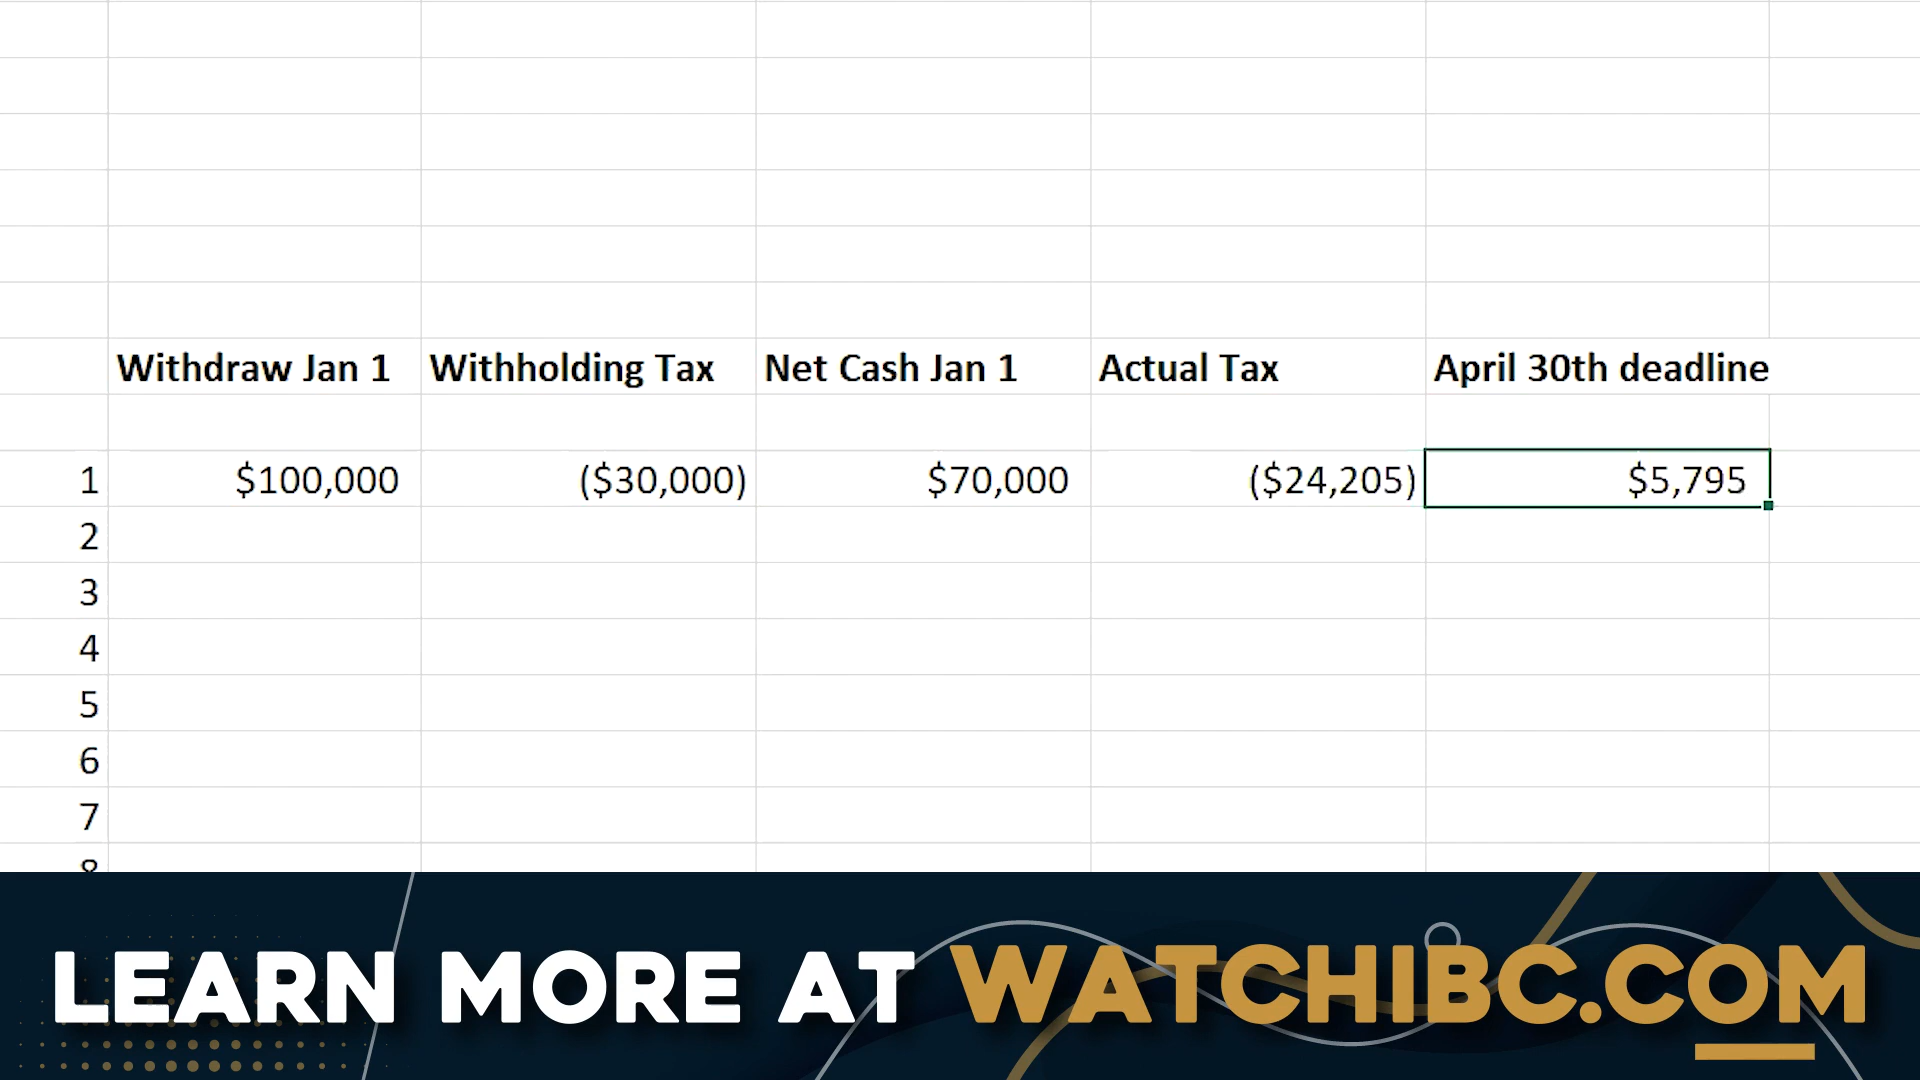 Withdraw Jan 1 Withholding Tax Net Cash Jan 1 Actual Tax April 30th deadline
1 $100,000 ($30,000) $70,000 ($24,205) $5,795
2
3
4
5
6
7
8
LEARN MORE AT WATCHIBC.COM